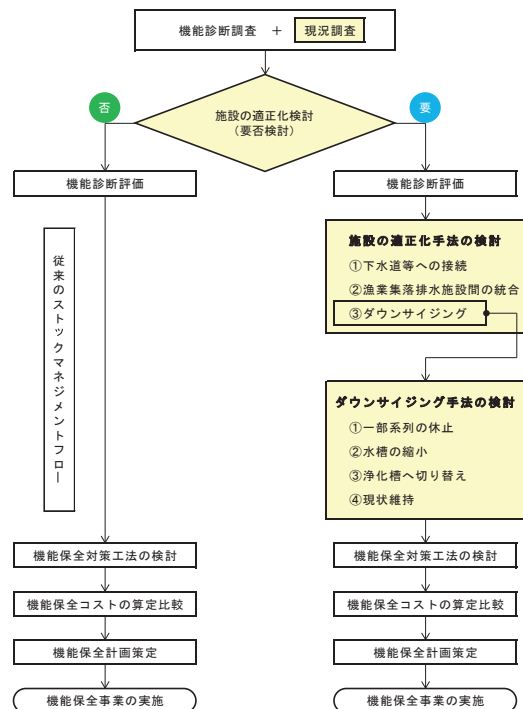 機能診断調査 + 現況調査
施設の適正化検討
（要否検討）
否
要
機能診断評価
従来のストックマネジメントフロー
機能保全対策工法の検討
機能保全コストの算定比較
機能保全計画策定
機能保全事業の実施
機能診断評価
施設の適正化手法の検討
①下水道等への接続
②漁業集落排水施設間の統合
③ダウンサイジング
ダウンサイジング手法の検討
①一部系列の休止
②水槽の縮小
③浄化槽へ切り替え
④現状維持
機能保全対策工法の検討
機能保全コストの算定比較
機能保全計画策定
機能保全事業の実施